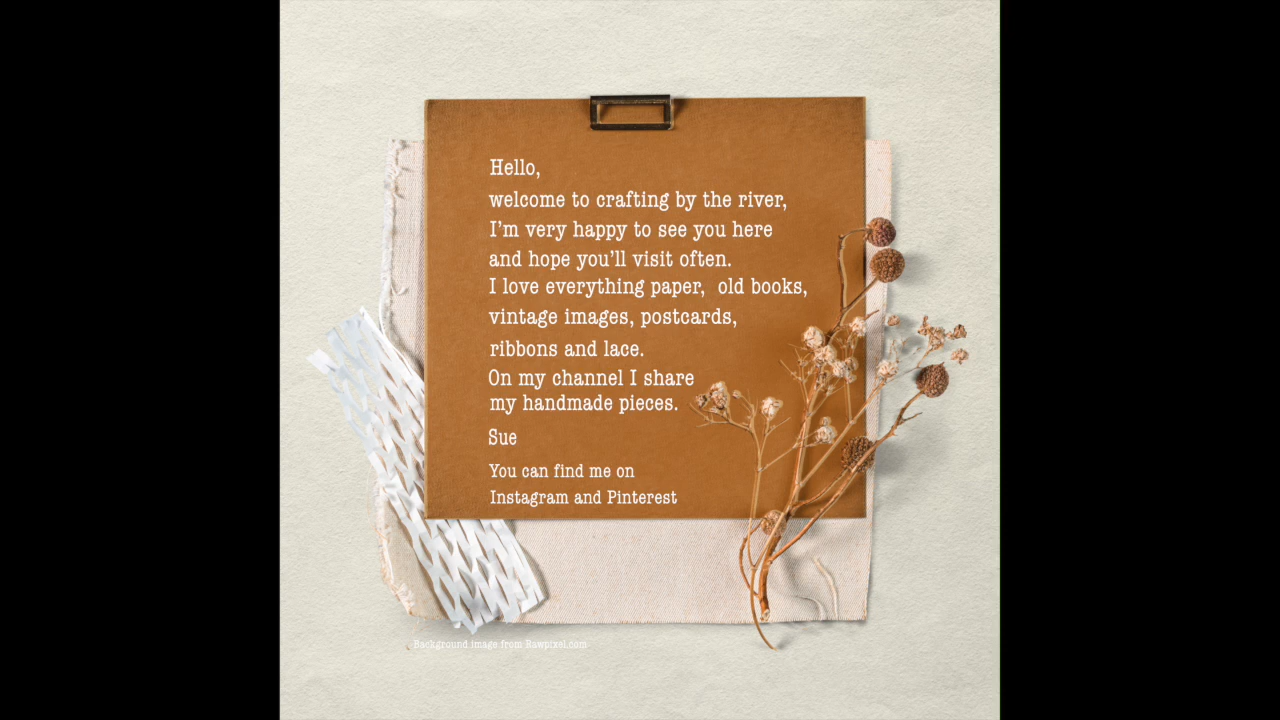 Hello,
welcome to crafting by the river,
I'm very happy to see you here
and hope you'll visit often.
I love everything paper,  old books,
vintage images, postcards,
ribbons and lace.
On my channel I share
my handmade pieces.
Sue
You can find me on
Instagram and Pinterest
Background image from Rawpixel.com